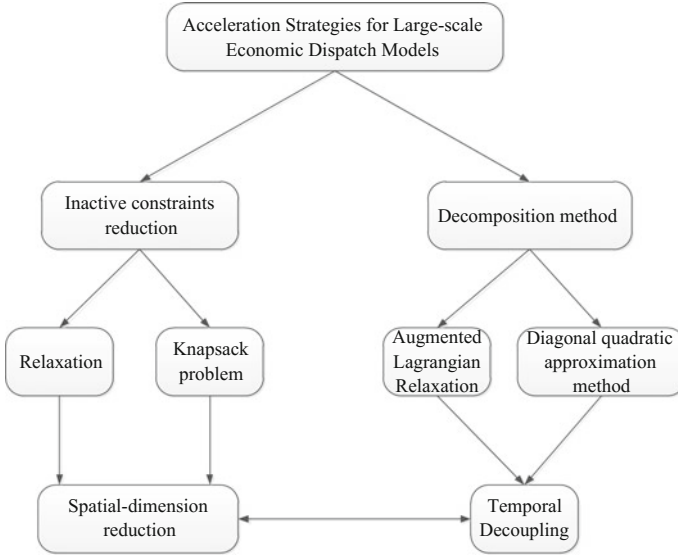 Acceleration Strategies for Large-scale
Economic Dispatch Models
Inactive constraints
reduction
Decomposition method
Relaxation
Knapsack
problem
Augmented
Lagrangian
Relaxation
Diagonal quadratic
approximation
method
Spatial-dimension
reduction
Temporal
Decoupling